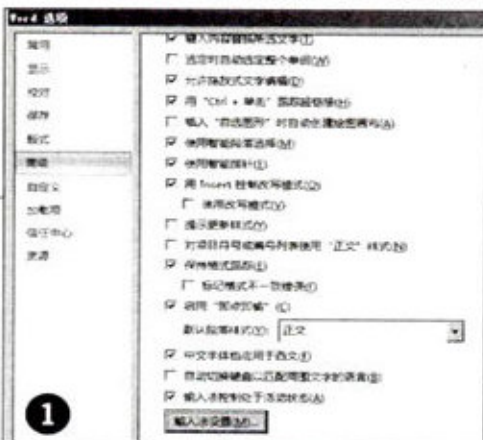 Word 选项
常用
显示
校对
保存
版式
高级
自定义
加载项
信任中心
资源
键入内容替换所选文字(T)
选定时自动选定整个单词(W)
允许拖放式文字编辑(D)
用 "Ctrl + 单击" 跟踪超链接(H)
插入 "自选图形" 时自动创建绘图画布(A)
使用智能段落选择(M)
使用智能指针(I)
用 Insert 控制改写模式(O)
使用改写模式(V)
提示更新样式(Y)
对项目符号或编号列表使用 "正文" 样式(N)
保持格式跟踪(E)
标记格式不一致错误(F)
启用 "即点即输" (C)
默认段落样式(Y): 正文
中文字体也应用于西文(F)
自动切换键盘以匹配周围文字的语言(B)
输入法控制处于活动状态(A)
输入法设置(M)...
1